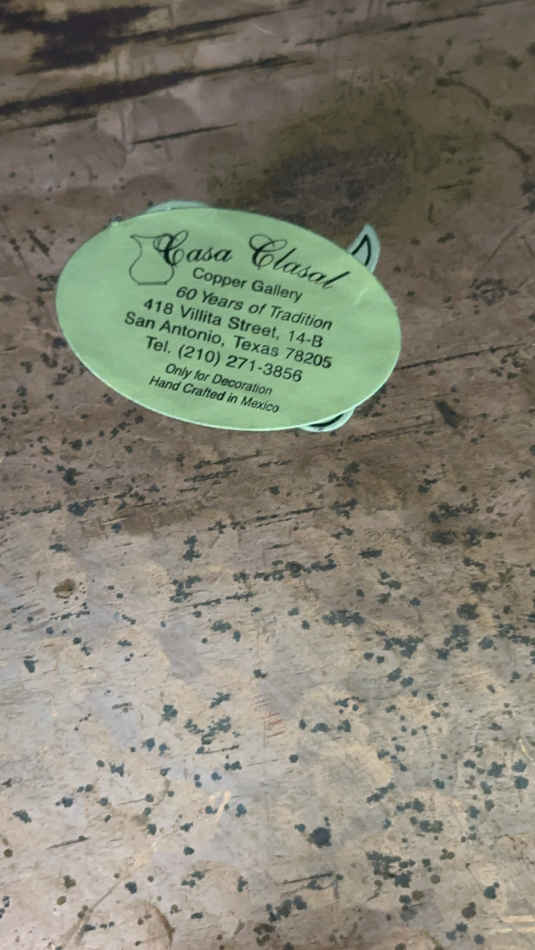 Casa Clasal
Copper Gallery
60 Years of Tradition
418 Villita Street, 14-B
San Antonio, Texas 78205
Tel. (210) 271-3856
Only for Decoration
Hand Crafted in Mexico